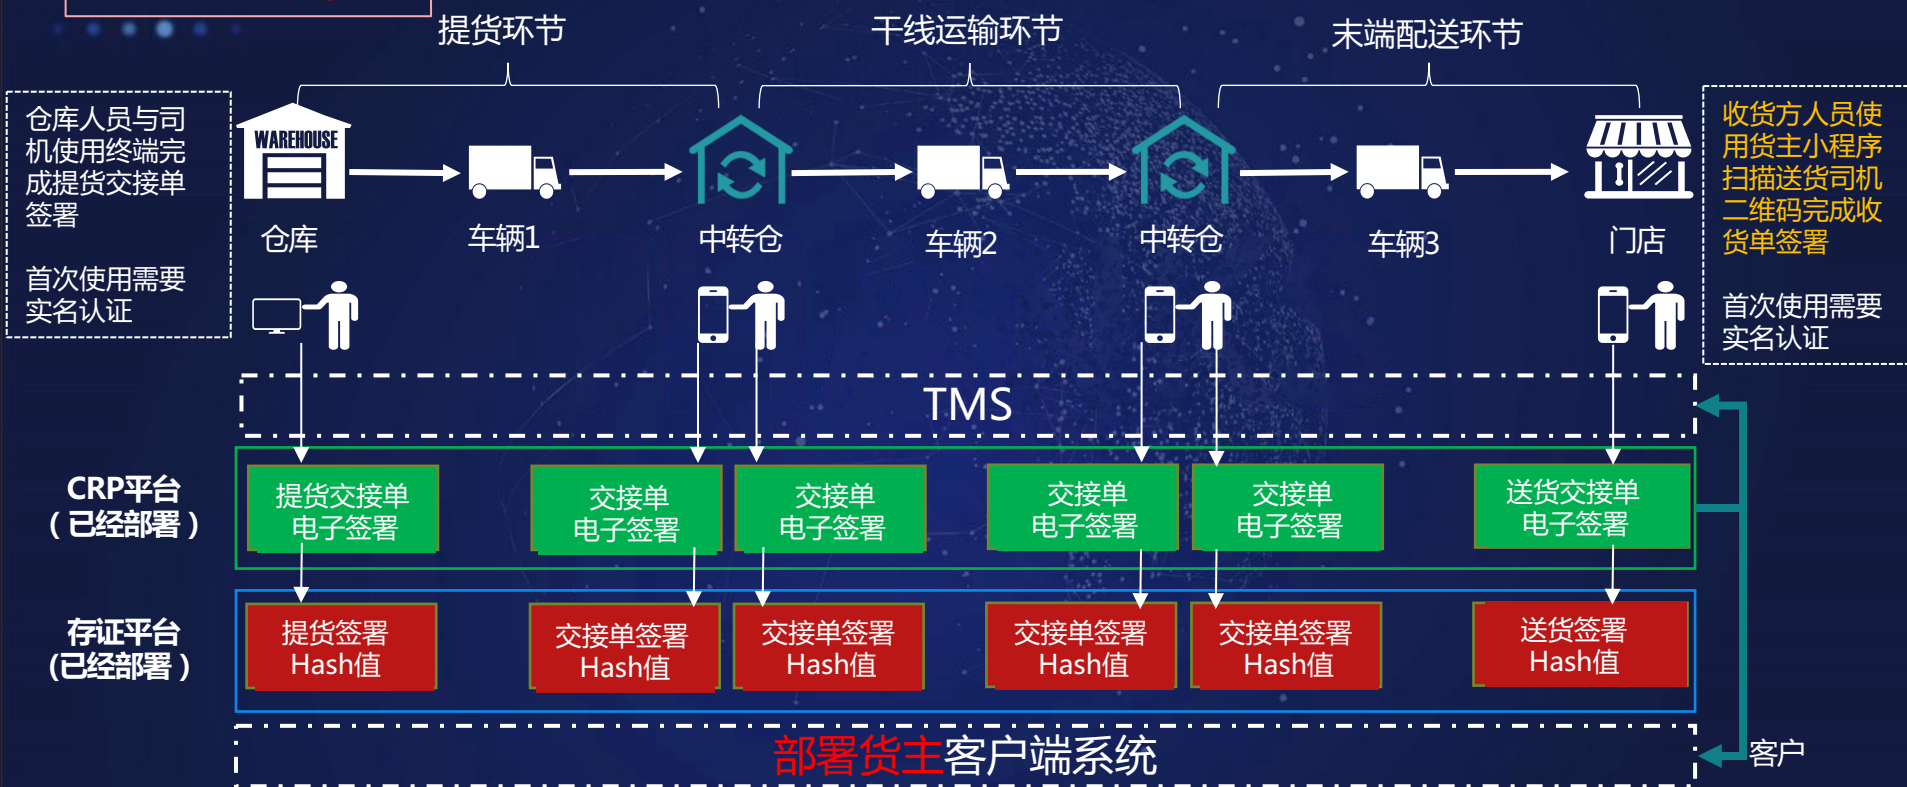 提货环节
干线运输环节
末端配送环节
仓库人员与司
机使用终端完
成提货交接单
签署
首次使用需要
实名认证
WAREHOUSE
仓库
车辆1
中转仓
车辆2
中转仓
车辆3
门店
收货方人员使
用货主小程序
扫描送货司机
二维码完成收
货单签署
首次使用需要
实名认证
TMS
CRP平台
（已经部署）
提货交接单
电子签署
交接单
电子签署
交接单
电子签署
交接单
电子签署
交接单
电子签署
送货交接单
电子签署
存证平台
(已经部署）
提货签署
Hash值
交接单签署
Hash值
交接单签署
Hash值
交接单签署
Hash值
交接单签署
Hash值
送货签署
Hash值
部署货主客户端系统
客户